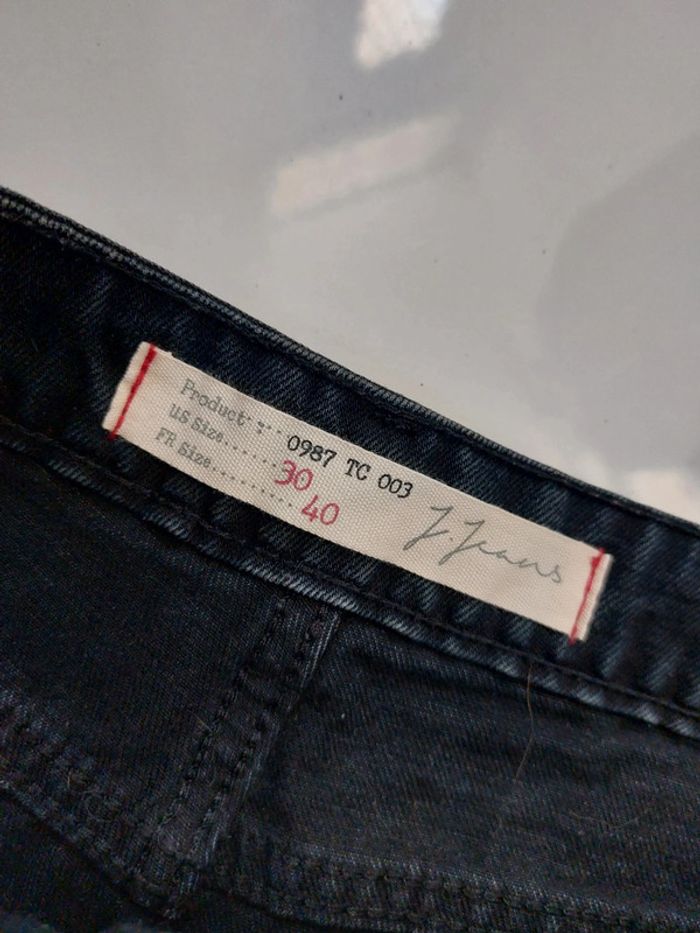 Product :··· 0987 TC 003
US Size....... 30
FR Size.......... 40
J.Jeans